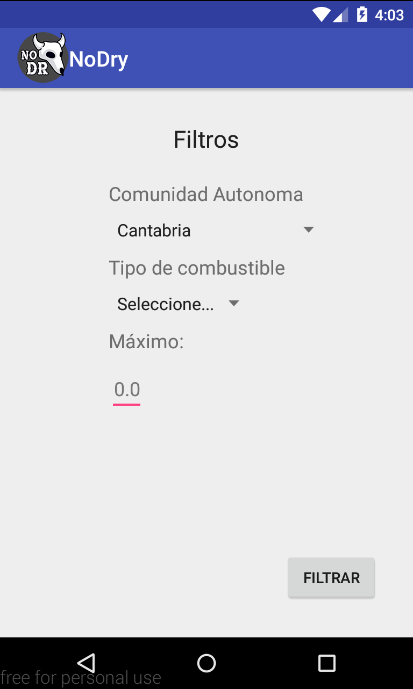 4:03
NO
DR
NoDry
Filtros
Comunidad Autonoma
Cantabria
Tipo de combustible
Seleccione...
Máximo:
0.0
FILTRAR
free for personal use